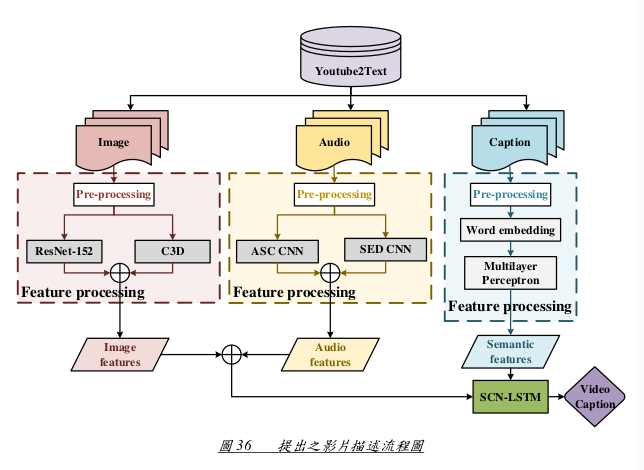 Youtube2Text
Image
Audio
Caption
Pre-processing
Pre-processing
Pre-processing
ResNet-152
C3D
ASC CNN
SED CNN
Word embedding
Multilayer
Perceptron
Feature processing
Feature processing
Feature processing
Image
features
Audio
features
Semantic
features
SCN-LSTM
Video
Caption
圖 36 提出之影片描述流程圖